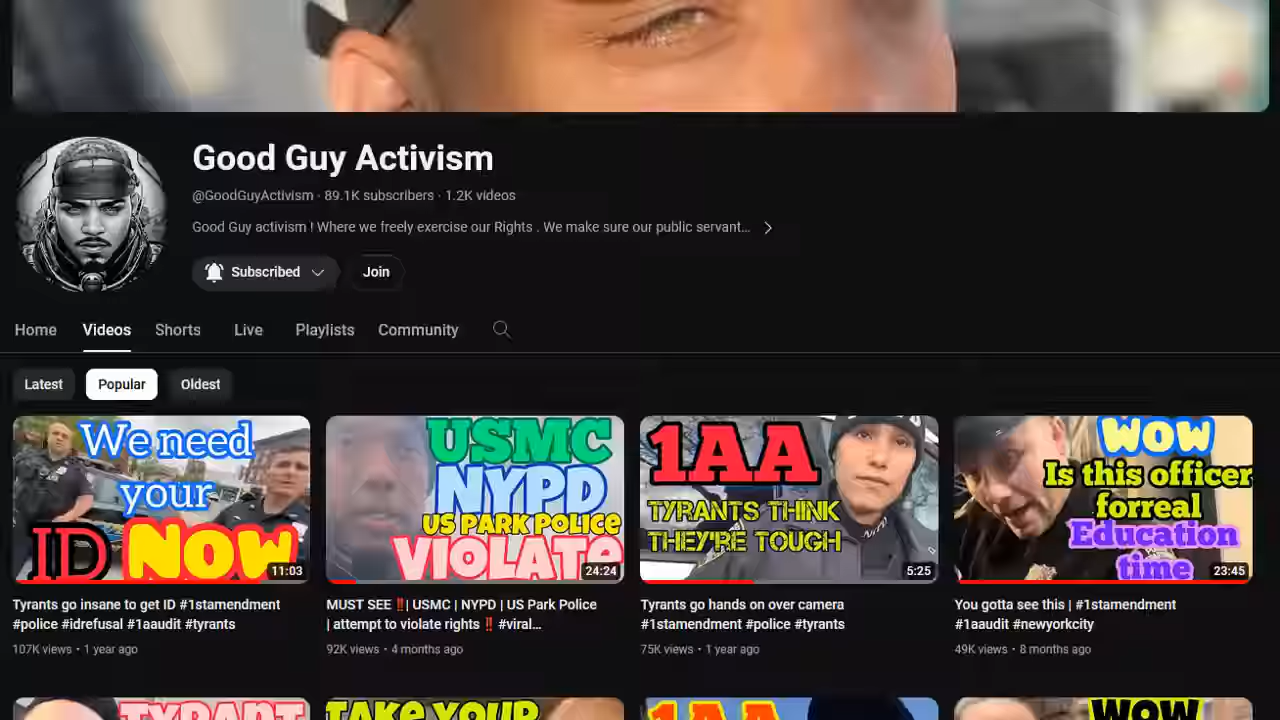 Good Guy Activism
@GoodGuyActivism · 89.1K subscribers · 1.2K videos
Good Guy activism ! Where we freely exercise our Rights . We make sure our public servant...
Subscribed
Join
Home
Videos
Shorts
Live
Playlists
Community
Latest
Popular
Oldest
We need
your
ID NOW
11:03
Tyrants go insane to get ID #1stamendment
#police #idrefusal #1aaudit #tyrants
107K views · 1 year ago
USMC
NYPD
US PARK POLICE
VIOLATE
24:24
MUST SEE ‼️| USMC | NYPD | US Park Police
| attempt to violate rights ‼️ #viral...
92K views · 4 months ago
1AA
TYRANTS THINK
THEY'RE TOUGH
5:25
Tyrants go hands on over camera
#1stamendment #police #tyrants
75K views · 1 year ago
WOW
Is this officer
forreal
Education
time
23:45
You gotta see this | #1stamendment
#1aaudit #newyorkcity
49K views · 8 months ago
TYRANT
TAKE YOUR
1AA
WOW